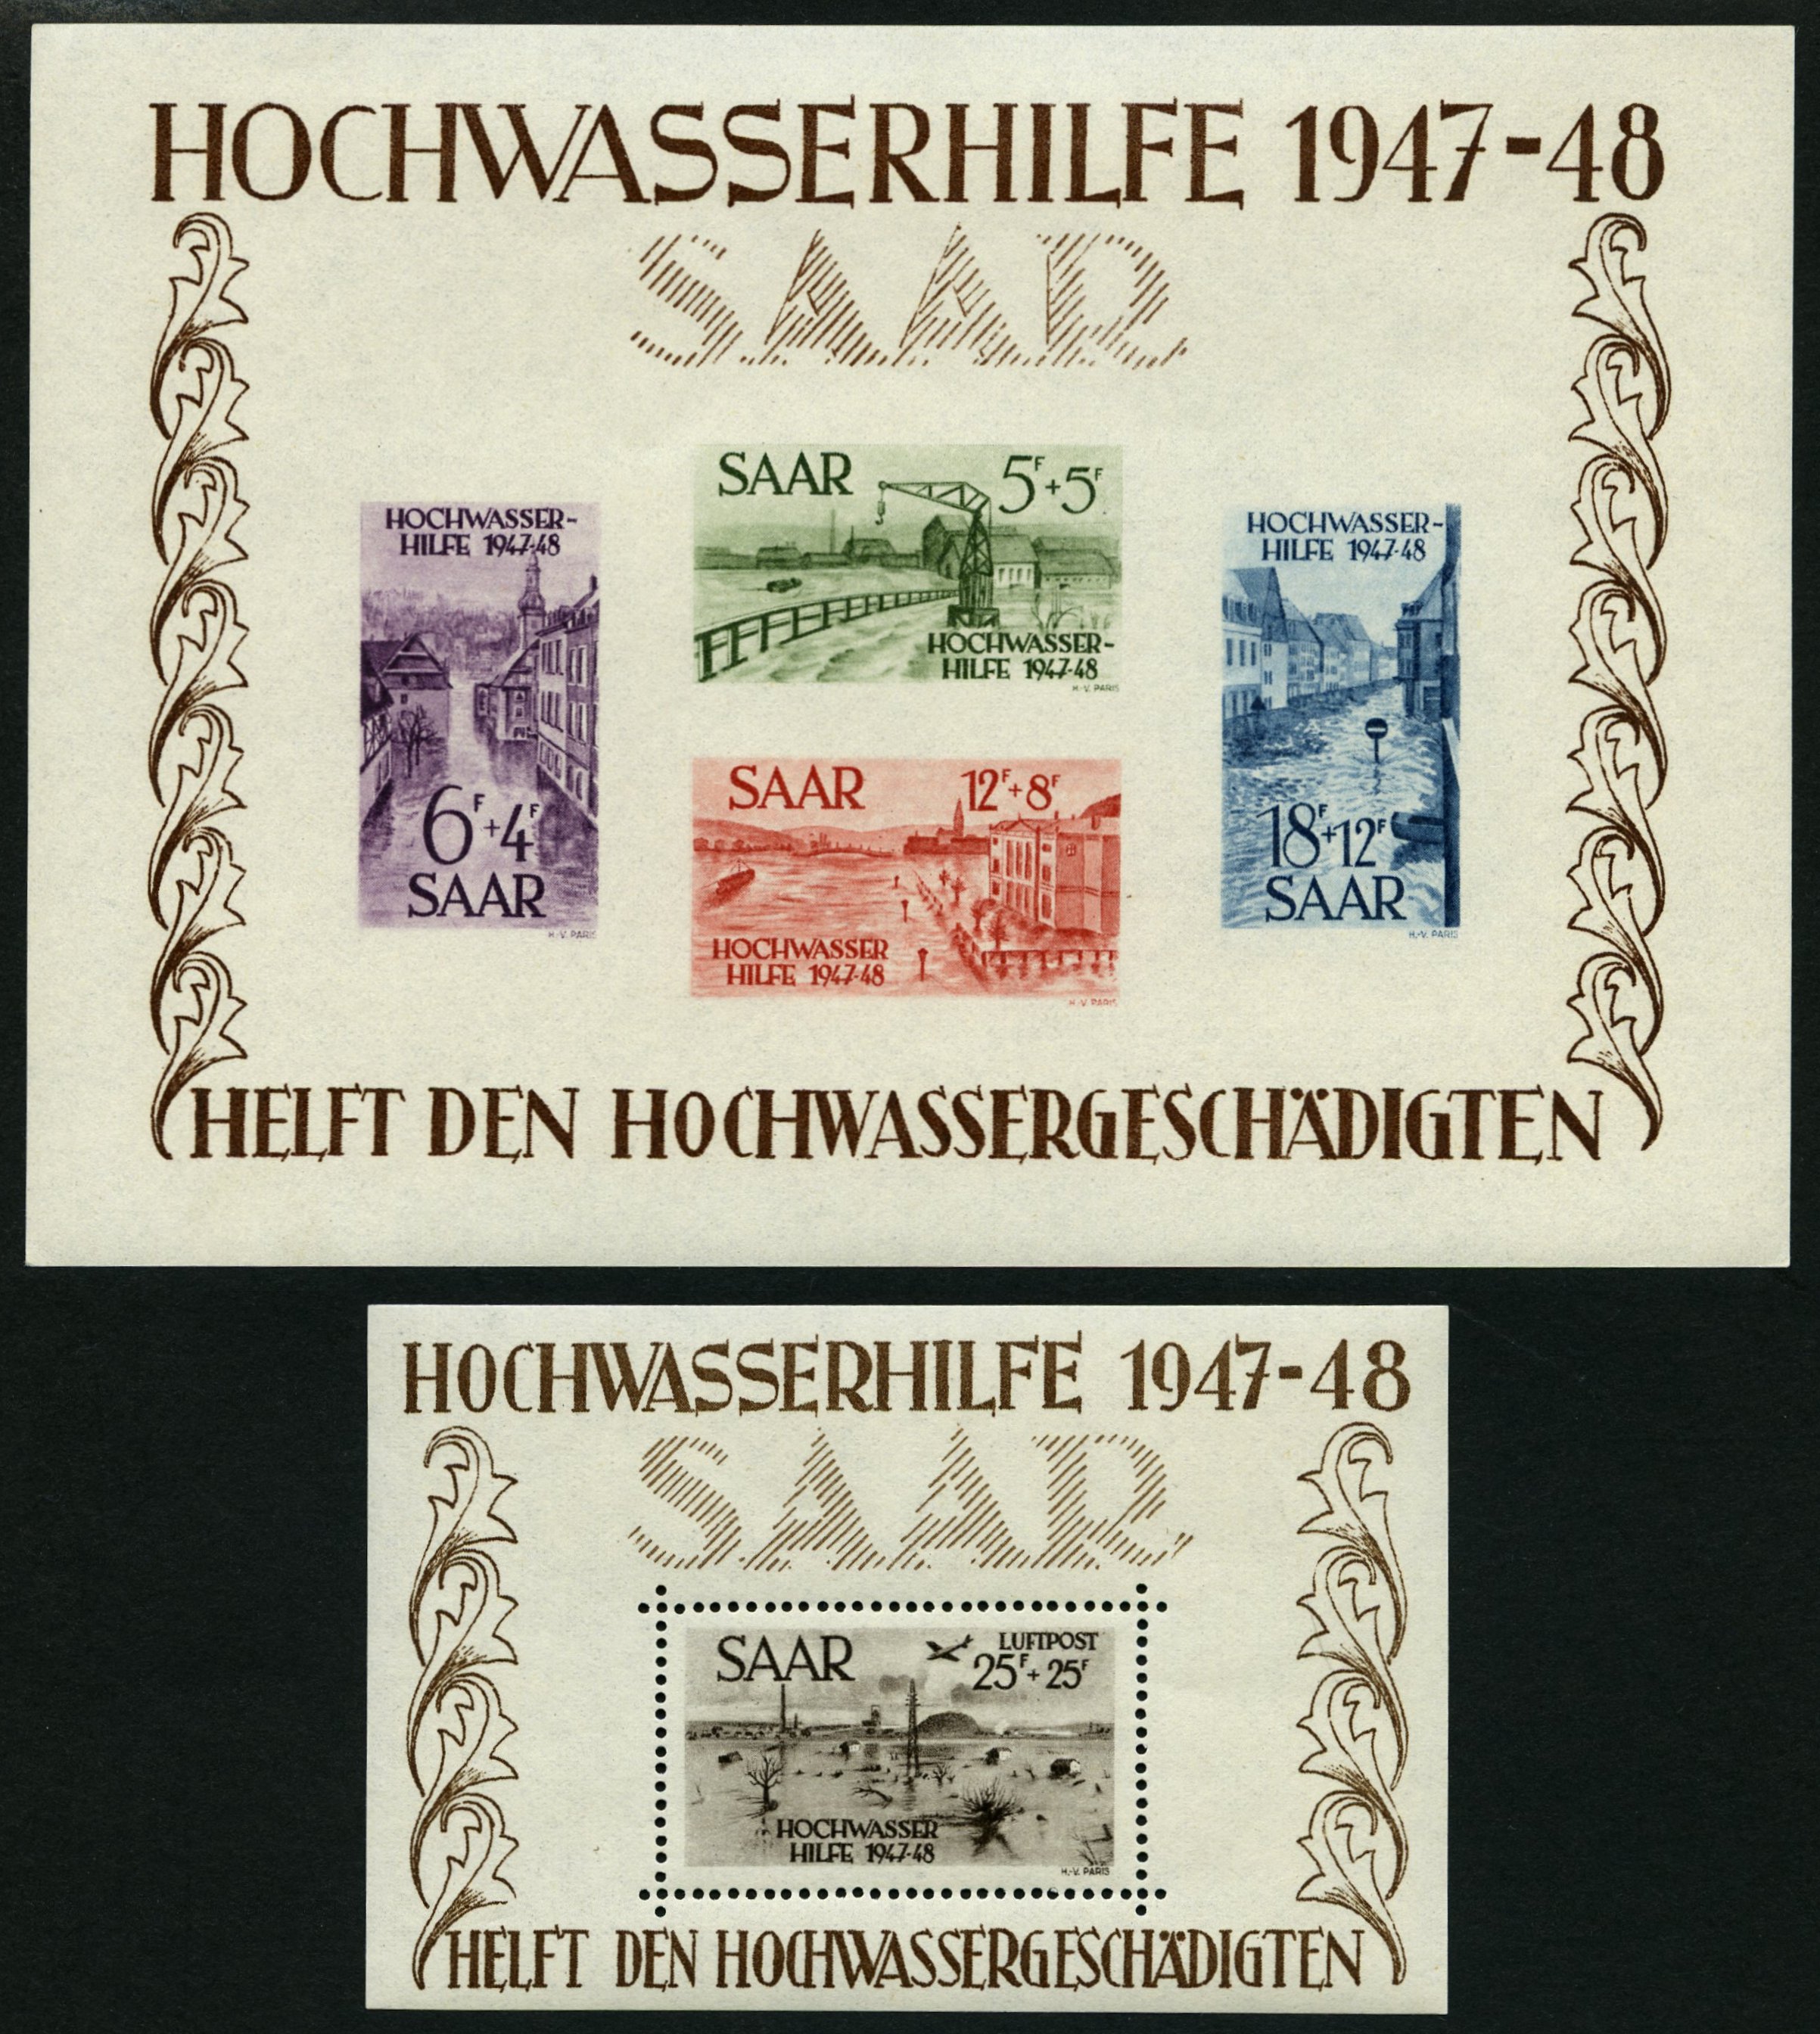 HOCHWASSERHILFE 1947-48
SAAR
HOCHWASSER-
HILFE 1947-48
6F+4F
SAAR
H.-V. PARIS
SAAR 5F+5F
HOCHWASSER-
HILFE 1947-48
H.-V. PARIS
SAAR 12F+8F
HOCHWASSER
HILFE 1947-48
H.-V. PARIS
HOCHWASSER-
HILFE 1947-48
18F+12F
SAAR
H.-V. PARIS
HELFT DEN HOCHWASSERGESCHÄDIGTEN
HOCHWASSERHILFE 1947-48
SAAR
SAAR LUFTPOST
25F+25F
HOCHWASSER
HILFE 1947-48
H.-V. PARIS
HELFT DEN HOCHWASSERGESCHÄDIGTEN